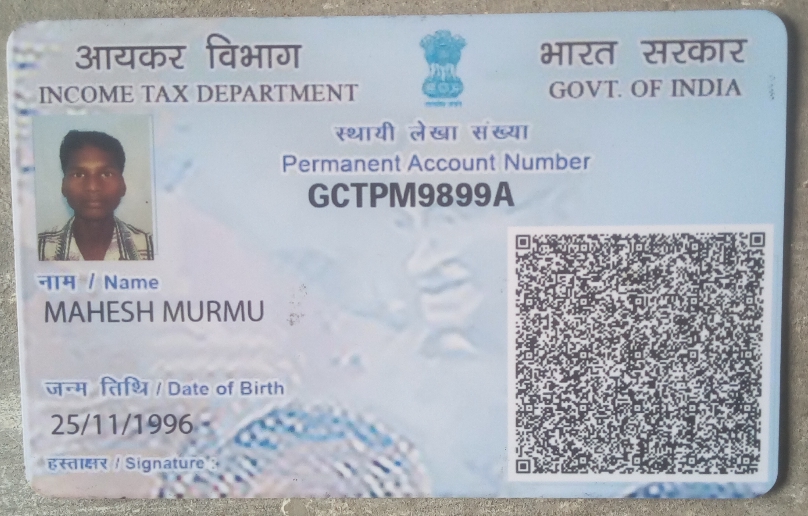 आयकर विभाग
INCOME TAX DEPARTMENT
भारत सरकार
GOVT. OF INDIA
स्थायी लेखा संख्या
Permanent Account Number
GCTPM9899A
नाम / Name
MAHESH MURMU
जन्म तिथि / Date of Birth
25/11/1996
हस्ताक्षर / Signature :